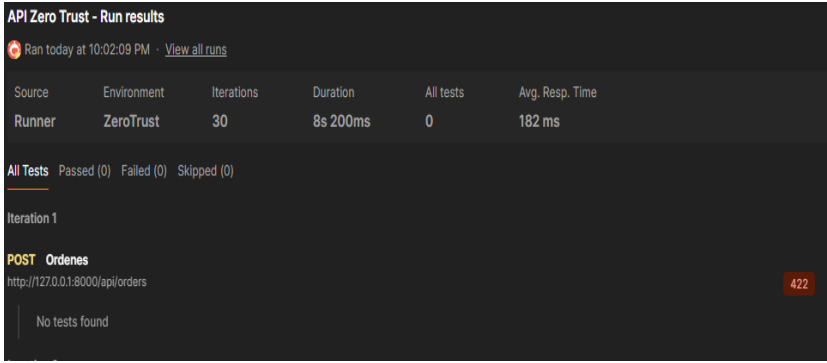 API Zero Trust - Run results
Ran today at 10:02:09 PM · View all runs
Source Environment Iterations Duration All tests Avg. Resp. Time
Runner ZeroTrust 30 8s 200ms 0 182 ms
All Tests Passed (0) Failed (0) Skipped (0)
Iteration 1
POST Ordenes
http://127.0.0.1:8000/api/orders 422
No tests found